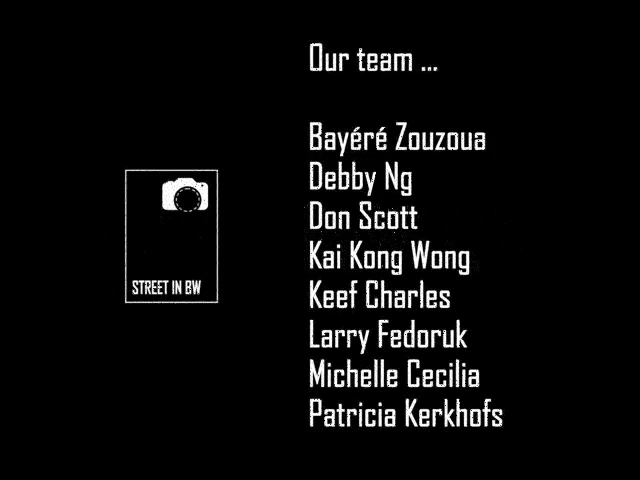 Our team ...
Bayéré Zouzoua
Debby Ng
Don Scott
Kai Kong Wong
Keef Charles
Larry Fedoruk
Michelle Cecilia
Patricia Kerkhofs
STREET IN BW